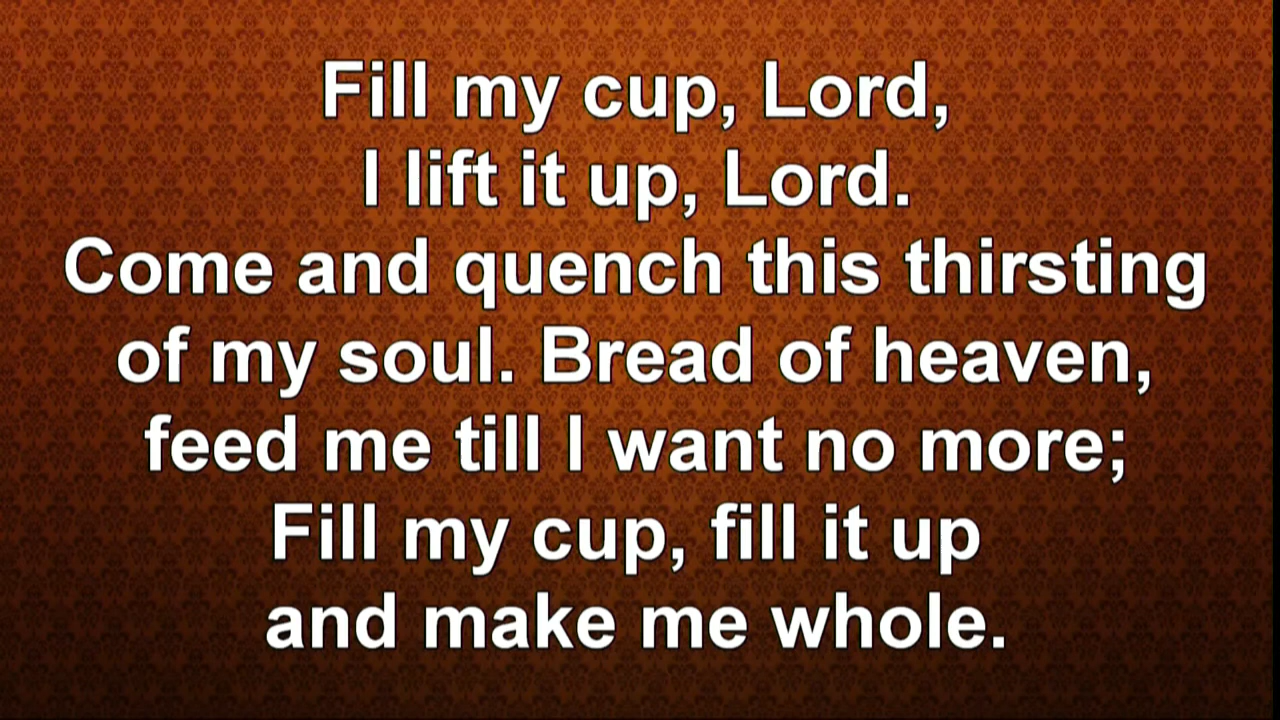 Fill my cup, Lord,
I lift it up, Lord.
Come and quench this thirsting
of my soul. Bread of heaven,
feed me till I want no more;
Fill my cup, fill it up
and make me whole.